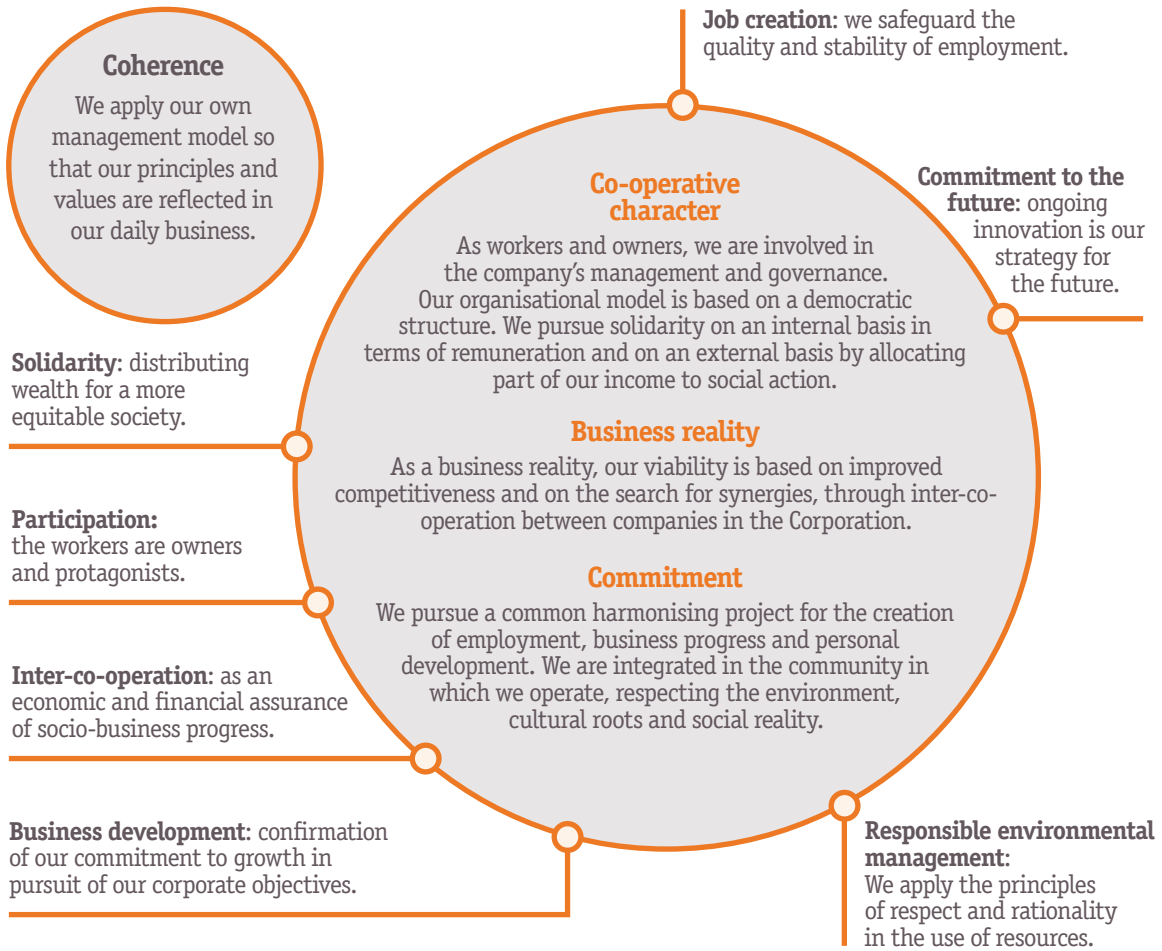 Coherence
We apply our own
management model so
that our principles and
values are reflected in
our daily business.
Job creation: we safeguard the
quality and stability of employment.
Commitment to the
future: ongoing
innovation is our
strategy for
the future.
Co-operative
character
As workers and owners, we are involved in
the company's management and governance.
Our organisational model is based on a democratic
structure. We pursue solidarity on an internal basis in
terms of remuneration and on an external basis by allocating
part of our income to social action.
Business reality
As a business reality, our viability is based on improved
competitiveness and on the search for synergies, through inter-co-
operation between companies in the Corporation.
Commitment
We pursue a common harmonising project for the creation
of employment, business progress and personal
development. We are integrated in the community in
which we operate, respecting the environment,
cultural roots and social reality.
Solidarity: distributing
wealth for a more
equitable society.
Participation:
the workers are owners
and protagonists.
Inter-co-operation: as an
economic and financial assurance
of socio-business progress.
Business development: confirmation
of our commitment to growth in
pursuit of our corporate objectives.
Responsible environmental
management:
We apply the principles
of respect and rationality
in the use of resources.